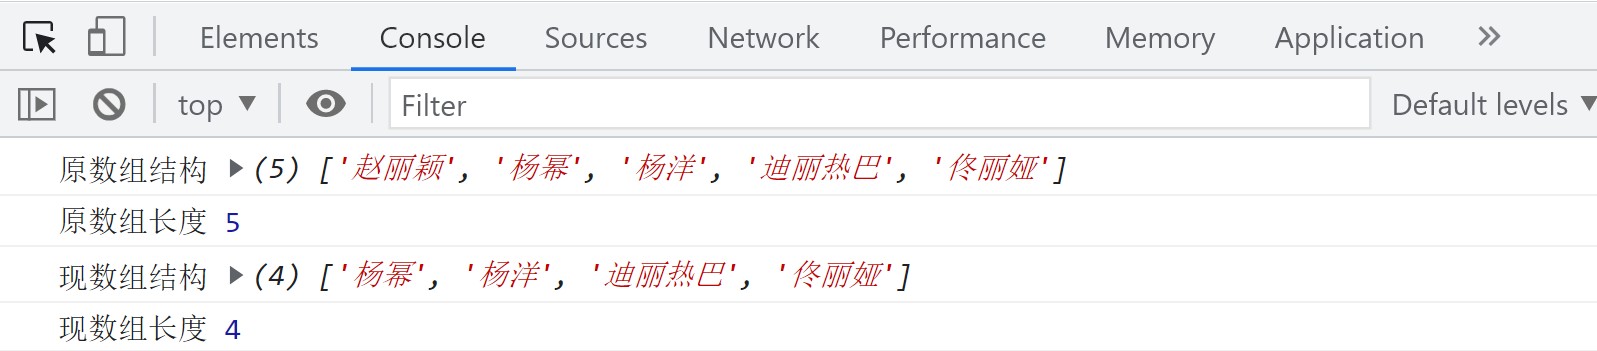 Elements Console Sources Network Performance Memory Application
top Filter Default levels
原数组结构 (5) ['赵丽颖', '杨幂', '杨洋', '迪丽热巴', '佟丽娅']
原数组长度 5
现数组结构 (4) ['杨幂', '杨洋', '迪丽热巴', '佟丽娅']
现数组长度 4